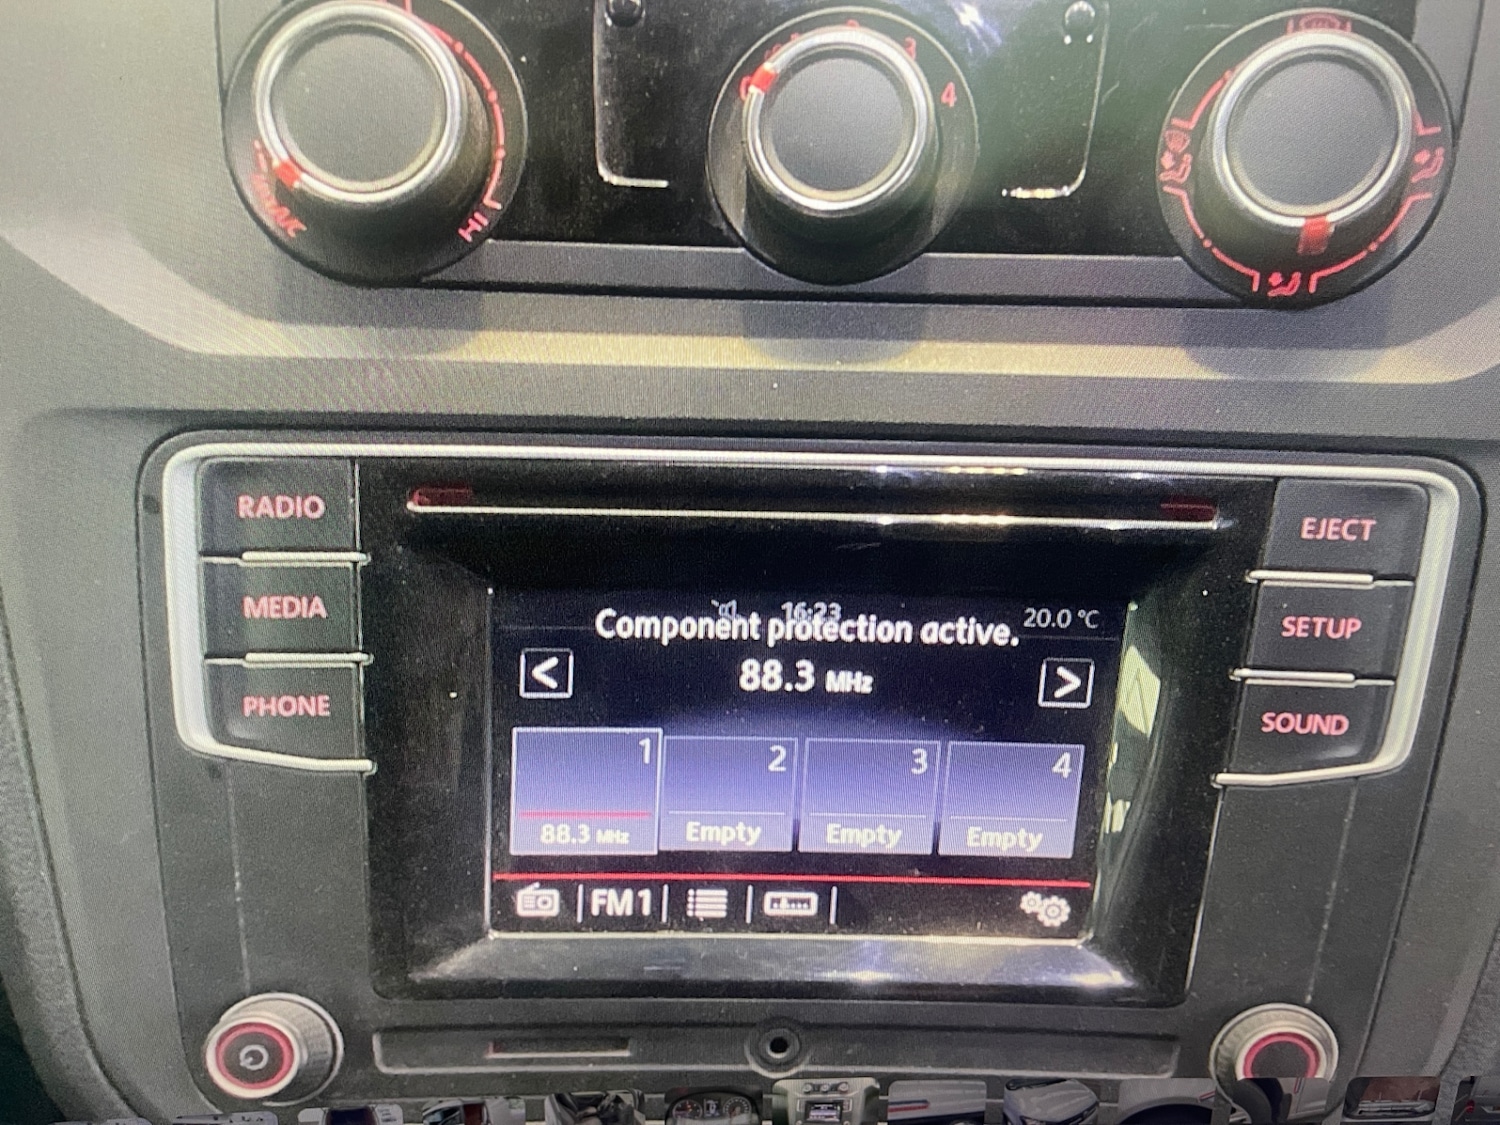 3
4
HI
RADIO
EJECT
MEDIA
16:23
20.0 °C
Component protection active.
SETUP
PHONE
<
88.3 MHz
>
SOUND
1
2
3
4
88.3 MHz
Empty
Empty
Empty
FM1